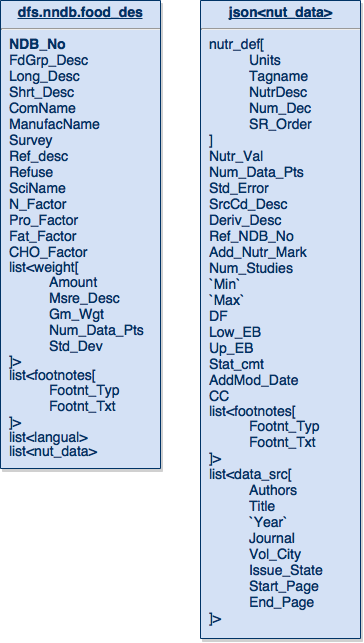 dfs.nndb.food_des
NDB_No
FdGrp_Desc
Long_Desc
Shrt_Desc
ComName
ManufacName
Survey
Ref_desc
Refuse
SciName
N_Factor
Pro_Factor
Fat_Factor
CHO_Factor
list<weight[
Amount
Msre_Desc
Gm_Wgt
Num_Data_Pts
Std_Dev
]>
list<footnotes[
Footnt_Typ
Footnt_Txt
]>
list<langual>
list<nut_data>
json<nut_data>
nutr_def[
Units
Tagname
NutrDesc
Num_Dec
SR_Order
]
Nutr_Val
Num_Data_Pts
Std_Error
SrcCd_Desc
Deriv_Desc
Ref_NDB_No
Add_Nutr_Mark
Num_Studies
`Min`
`Max`
DF
Low_EB
Up_EB
Stat_cmt
AddMod_Date
CC
list<footnotes[
Footnt_Typ
Footnt_Txt
]>
list<data_src[
Authors
Title
`Year`
Journal
Vol_City
Issue_State
Start_Page
End_Page
]>